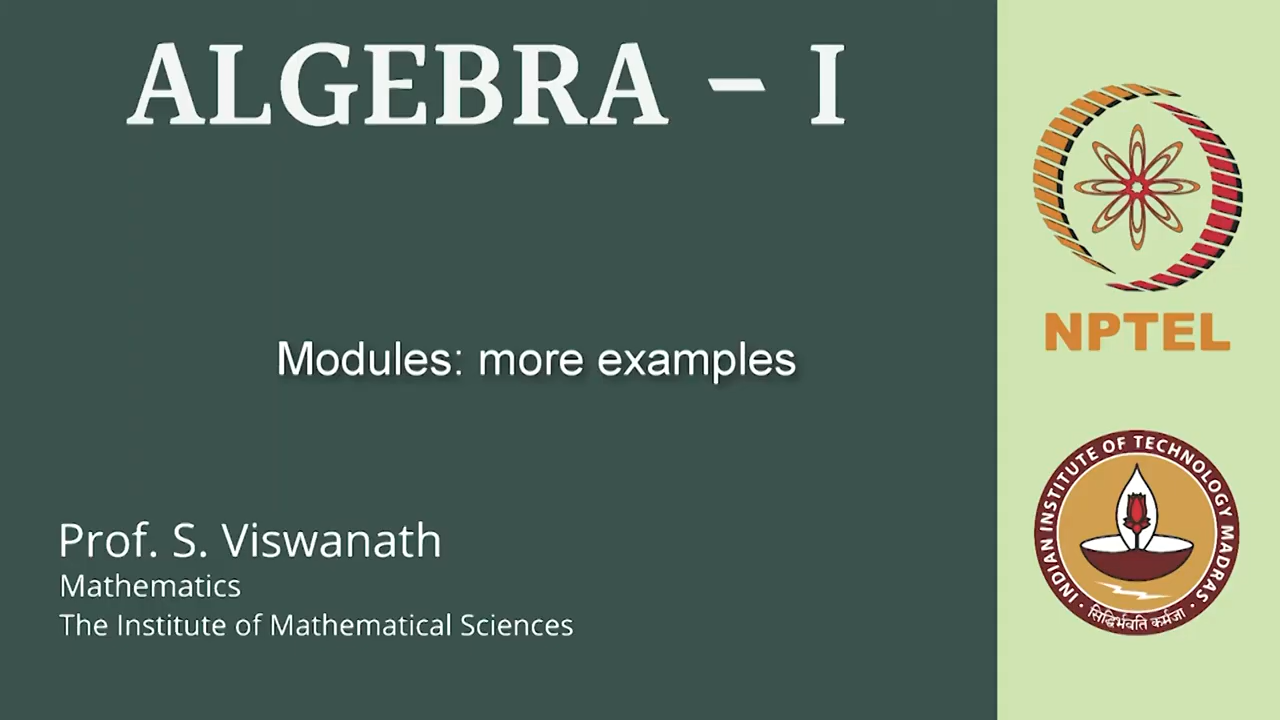 ALGEBRA – I
Modules: more examples
Prof. S. Viswanath
Mathematics
The Institute of Mathematical Sciences
NPTEL
INDIAN INSTITUTE OF TECHNOLOGY MADRAS
सिद्धिर्भवति कर्मजा